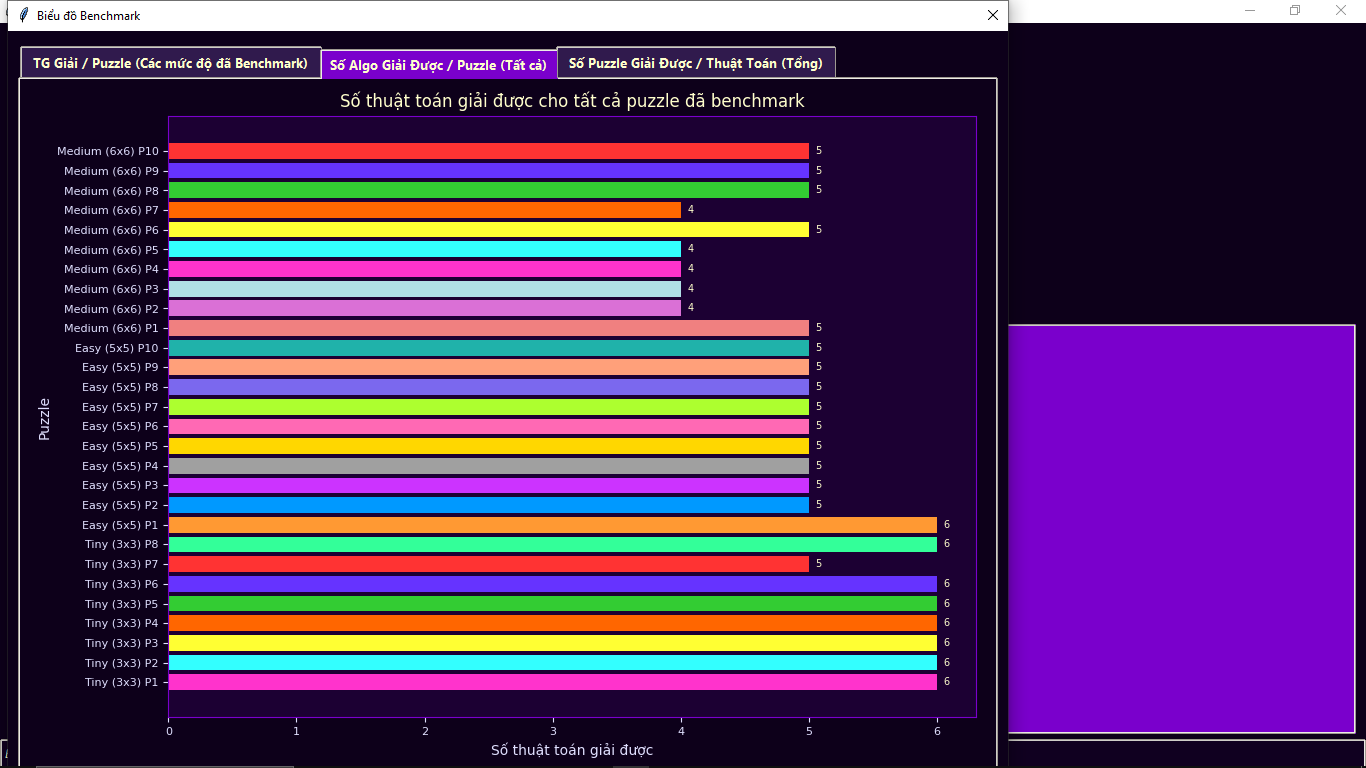 Biểu đồ Benchmark
TG Giải / Puzzle (Các mức độ đã Benchmark)
Số Algo Giải Được / Puzzle (Tất cả)
Số Puzzle Giải Được / Thuật Toán (Tổng)
Số thuật toán giải được cho tất cả puzzle đã benchmark
Medium (6x6) P10 5
Medium (6x6) P9 5
Medium (6x6) P8 5
Medium (6x6) P7 4
Medium (6x6) P6 5
Medium (6x6) P5 4
Medium (6x6) P4 4
Medium (6x6) P3 4
Medium (6x6) P2 4
Medium (6x6) P1 5
Easy (5x5) P10 5
Easy (5x5) P9 5
Easy (5x5) P8 5
Easy (5x5) P7 5
Easy (5x5) P6 5
Easy (5x5) P5 5
Easy (5x5) P4 5
Easy (5x5) P3 5
Easy (5x5) P2 5
Easy (5x5) P1 6
Tiny (3x3) P8 6
Tiny (3x3) P7 5
Tiny (3x3) P6 6
Tiny (3x3) P5 6
Tiny (3x3) P4 6
Tiny (3x3) P3 6
Tiny (3x3) P2 6
Tiny (3x3) P1 6
Puzzle
0 1 2 3 4 5 6
Số thuật toán giải được